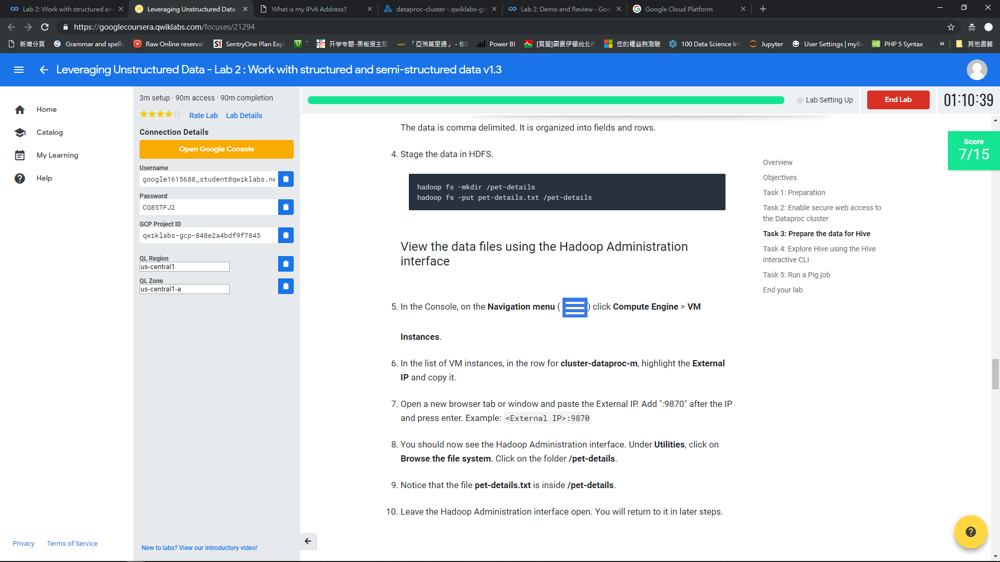 Lab 2: Work with structured an
Leveraging Unstructured Data
What is my IPv6 Address?
dataproc-cluster - qwiklabs-gc
Lab 2: Demo and Review - Goo
Google Cloud Platform
https://googlecoursera.qwiklabs.com/focuses/21294
新增分頁
Grammar and spellc
Raw Online reservat
SentryOne Plan Expl
开学专题-黑板报主题
「亞洲萬里通」 - 你
Power BI
[買屋]國賓伊頓台北市
您的權益與測驗
100 Data Science Int
Jupyter
User Settings | myBa
PHP 5 Syntax
»
其他書籤
Leveraging Unstructured Data - Lab 2 : Work with structured and semi-structured data v1.3
Home
Catalog
My Learning
Help
Privacy
Terms of Service
3m setup · 90m access · 90m completion
Rate Lab
Lab Details
Connection Details
Open Google Console
Username
google1615688_student@qwiklabs.ne
Password
CQ8STFJ2
GCP Project ID
qwiklabs-gcp-840e2a4bdf9f7845
QL Region
us-central1
QL Zone
us-central1-a
New to labs? View our introductory video!
Lab Setting Up
End Lab
01:10:39
Score
7/15
The data is comma delimited. It is organized into fields and rows.
4. Stage the data in HDFS.
hadoop fs -mkdir /pet-details
hadoop fs -put pet-details.txt /pet-details
View the data files using the Hadoop Administration
interface
5. In the Console, on the Navigation menu ( ) click Compute Engine > VM
Instances.
6. In the list of VM instances, in the row for cluster-dataproc-m, highlight the External
IP and copy it.
7. Open a new browser tab or window and paste the External IP. Add ":9870" after the IP
and press enter. Example: <External IP>:9870
8. You should now see the Hadoop Administration interface. Under Utilities, click on
Browse the file system. Click on the folder /pet-details.
9. Notice that the file pet-details.txt is inside /pet-details.
10. Leave the Hadoop Administration interface open. You will return to it in later steps.
Overview
Objectives
Task 1: Preparation
Task 2: Enable secure web access to
the Dataproc cluster
Task 3: Prepare the data for Hive
Task 4: Explore Hive using the Hive
interactive CLI
Task 5: Run a Pig job
End your lab